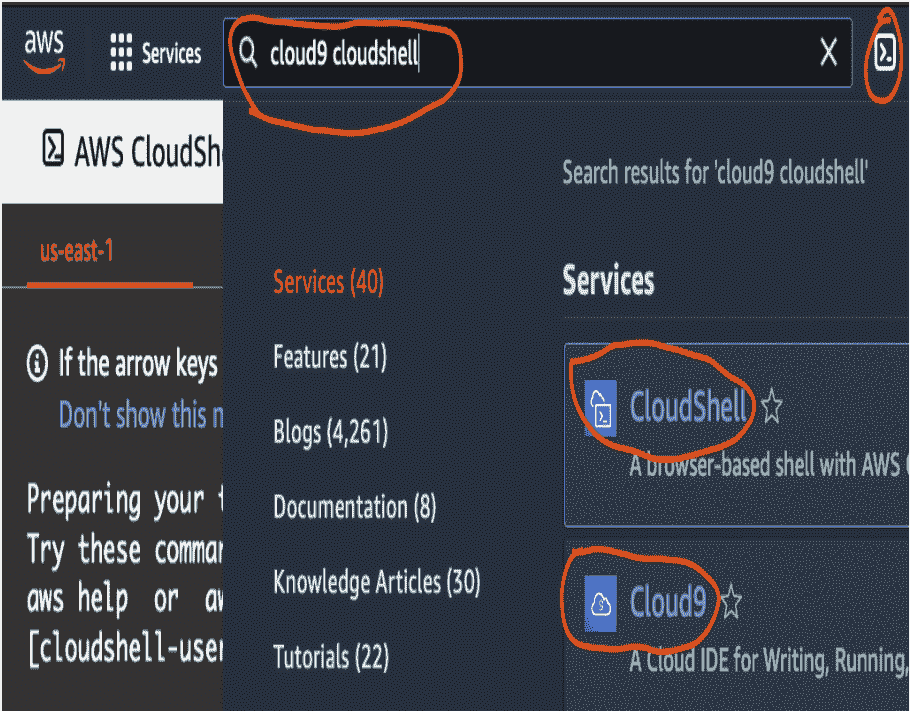 aws
Services
cloud9 cloudshell
AWS CloudSh
us-east-1
If the arrow keys
Don't show this
Preparing your
Try these comma
aws help or
[cloudshell-user
Search results for 'cloud9 cloudshell'
Services (40)
Features (21)
Blogs (4,261)
Documentation (8)
Knowledge Articles (30)
Tutorials (22)
Services
CloudShell
A browser-based shell with AWS
Cloud9
A Cloud IDE for Writing, Running,